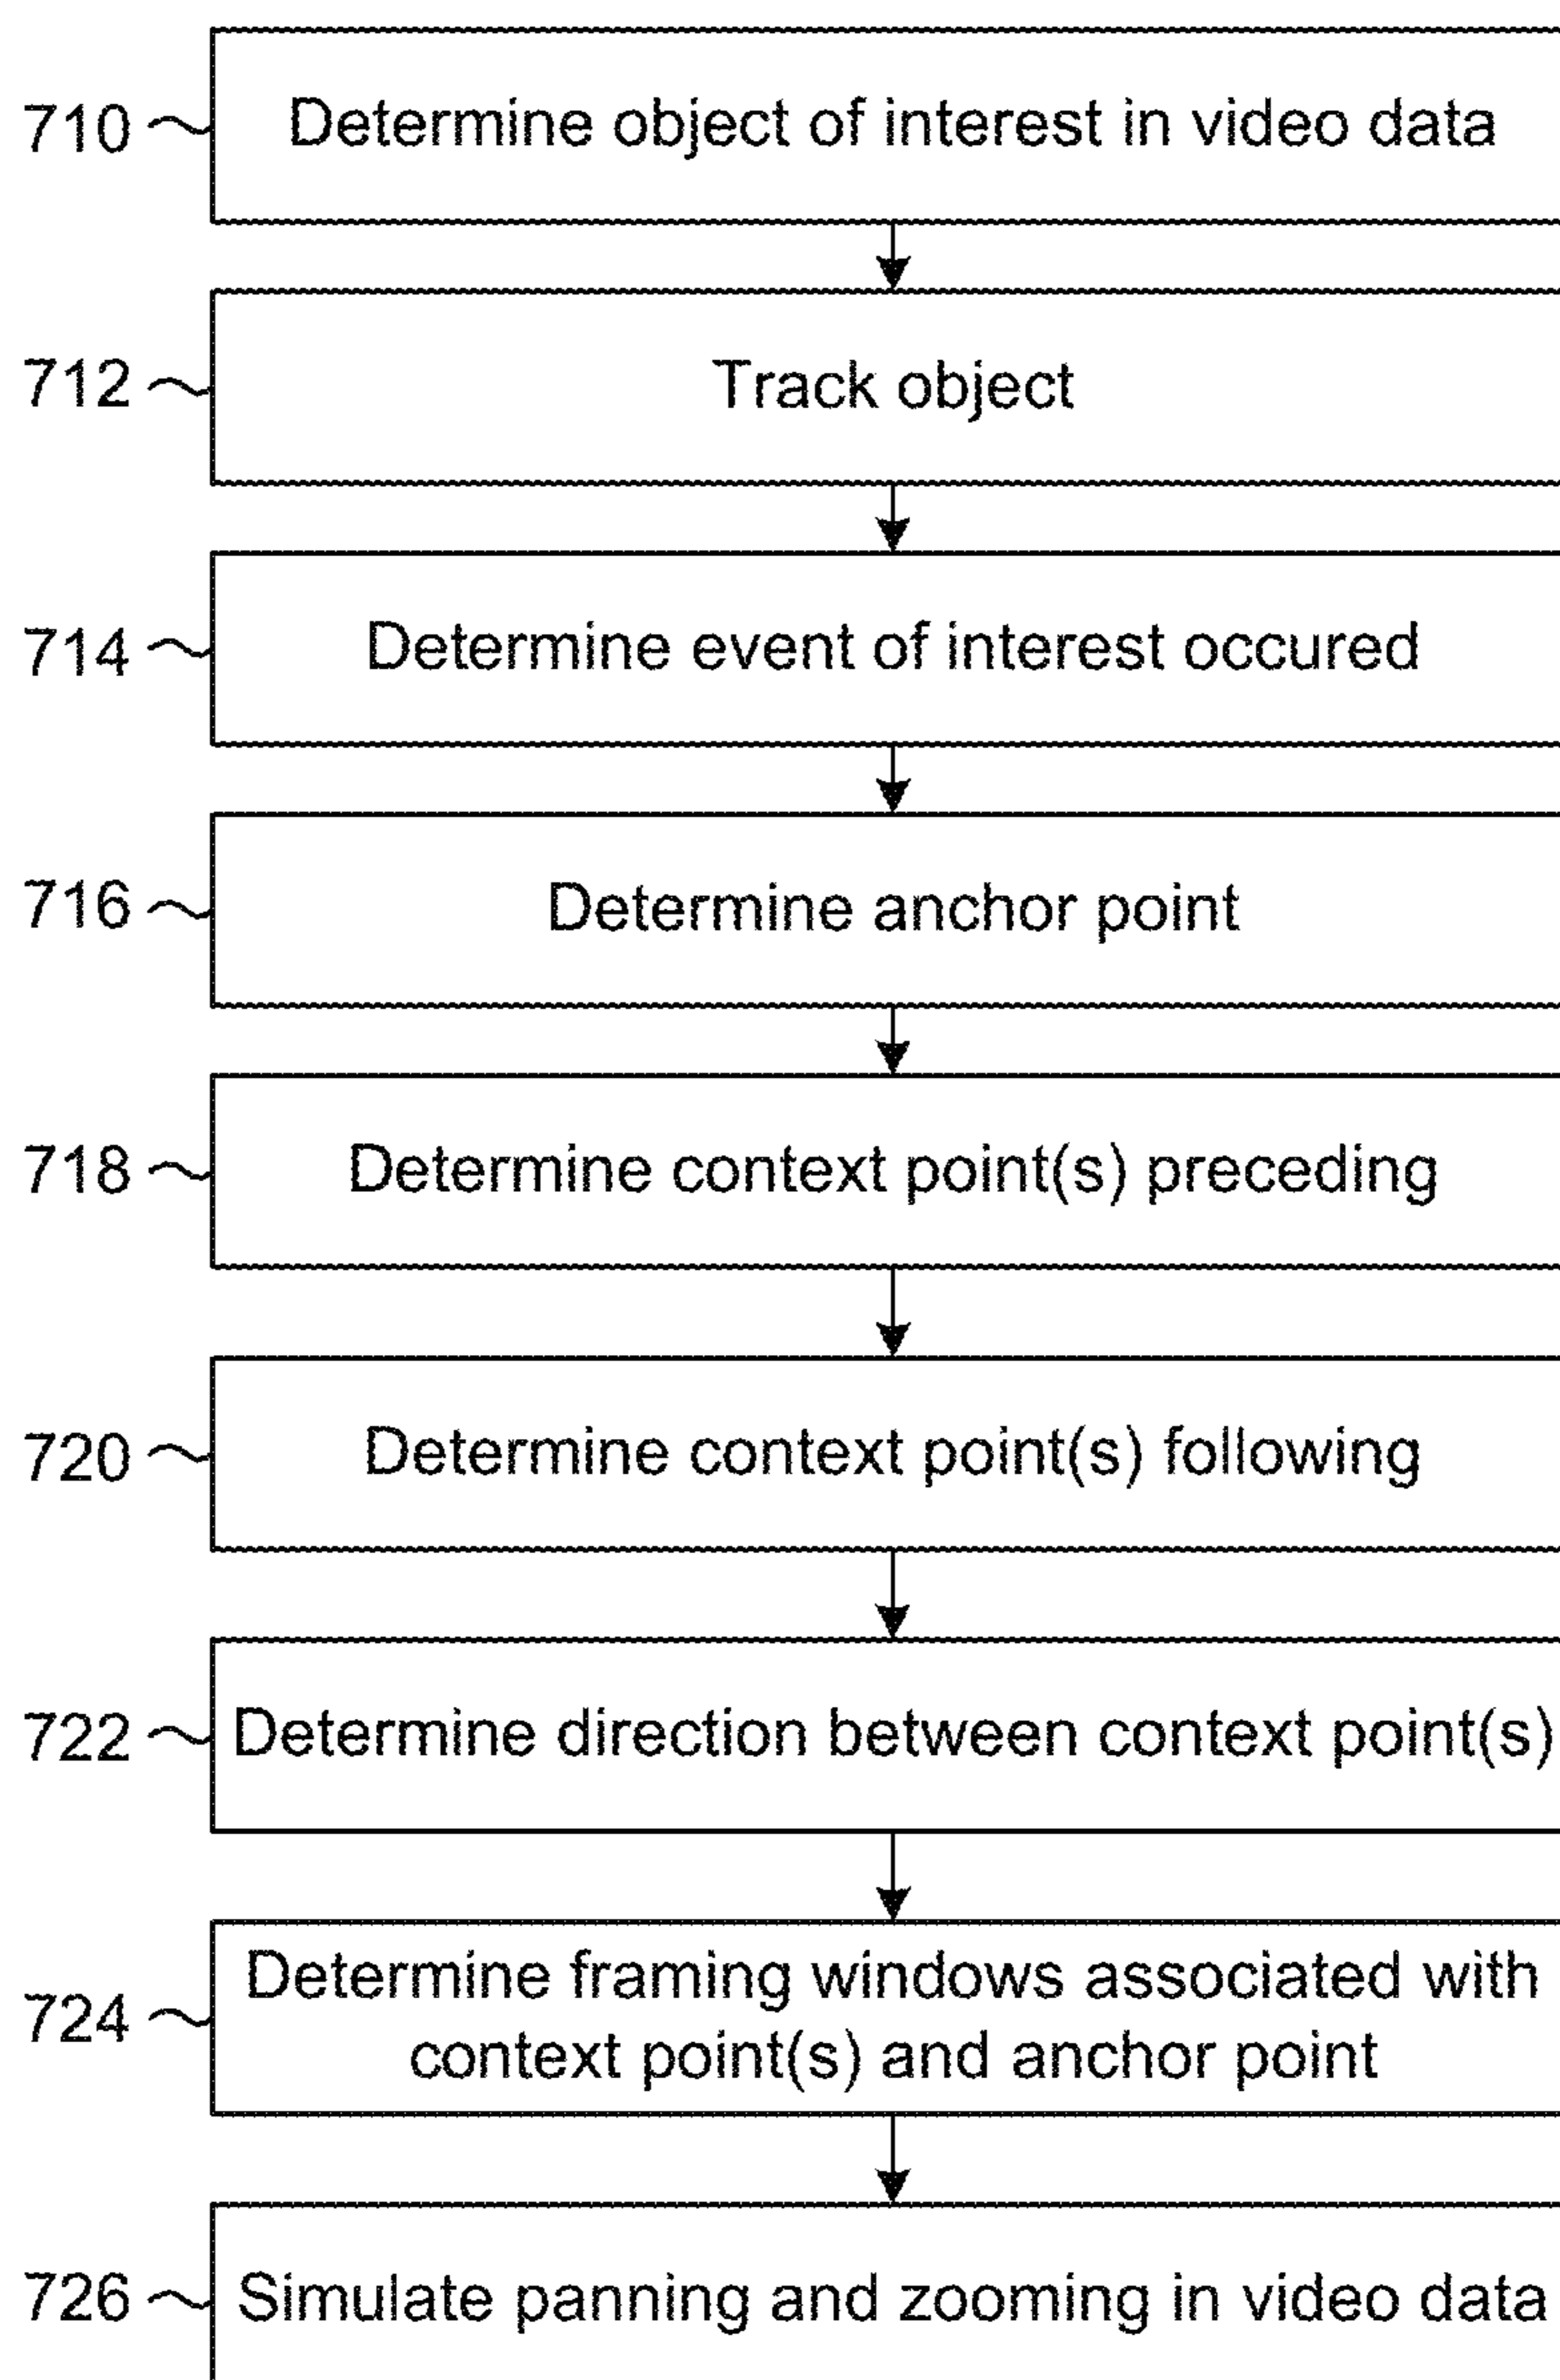 710 Determine object of interest in video data
712 Track object
714 Determine event of interest occured
716 Determine anchor point
718 Determine context point(s) preceding
720 Determine context point(s) following
722 Determine direction between context point(s)
724 Determine framing windows associated with
context point(s) and anchor point
726 Simulate panning and zooming in video data